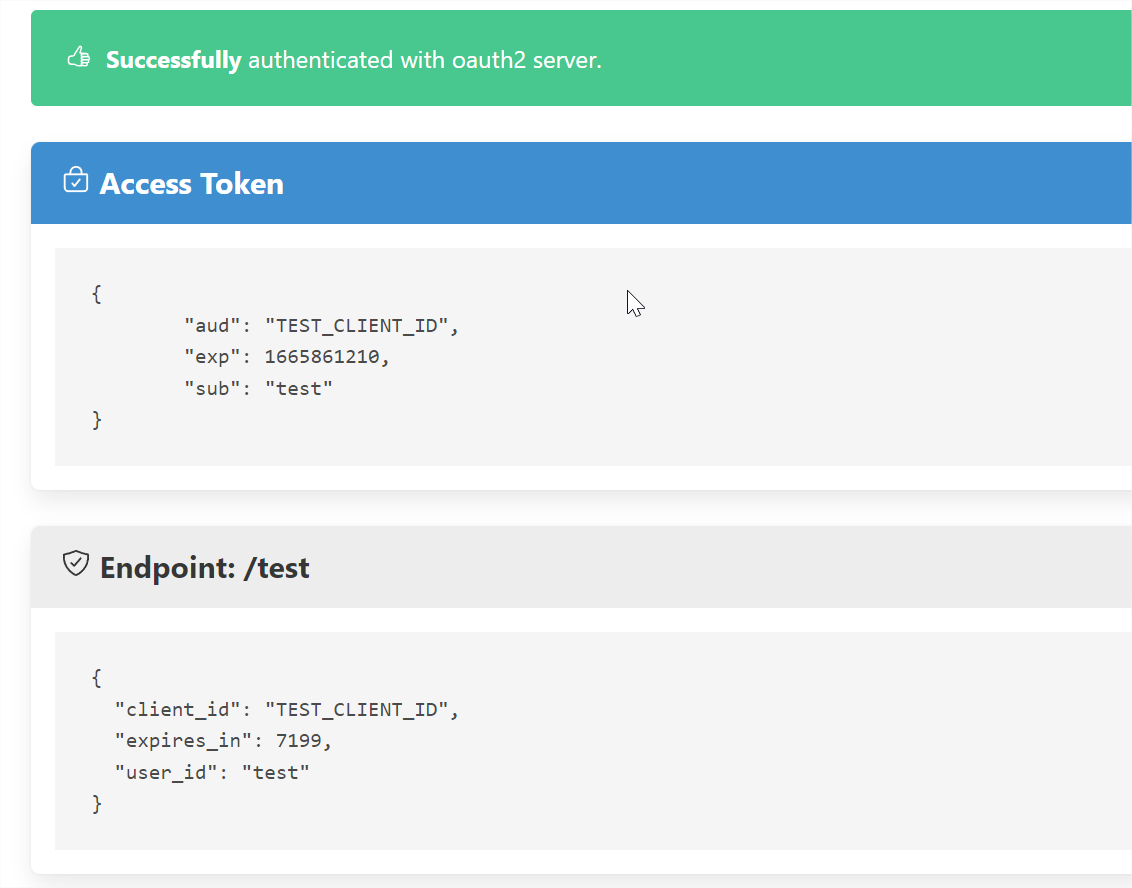 Successfully authenticated with oauth2 server.
Access Token
{
        "aud": "TEST_CLIENT_ID",
        "exp": 1665861210,
        "sub": "test"
}
Endpoint: /test
{
  "client_id": "TEST_CLIENT_ID",
  "expires_in": 7199,
  "user_id": "test"
}